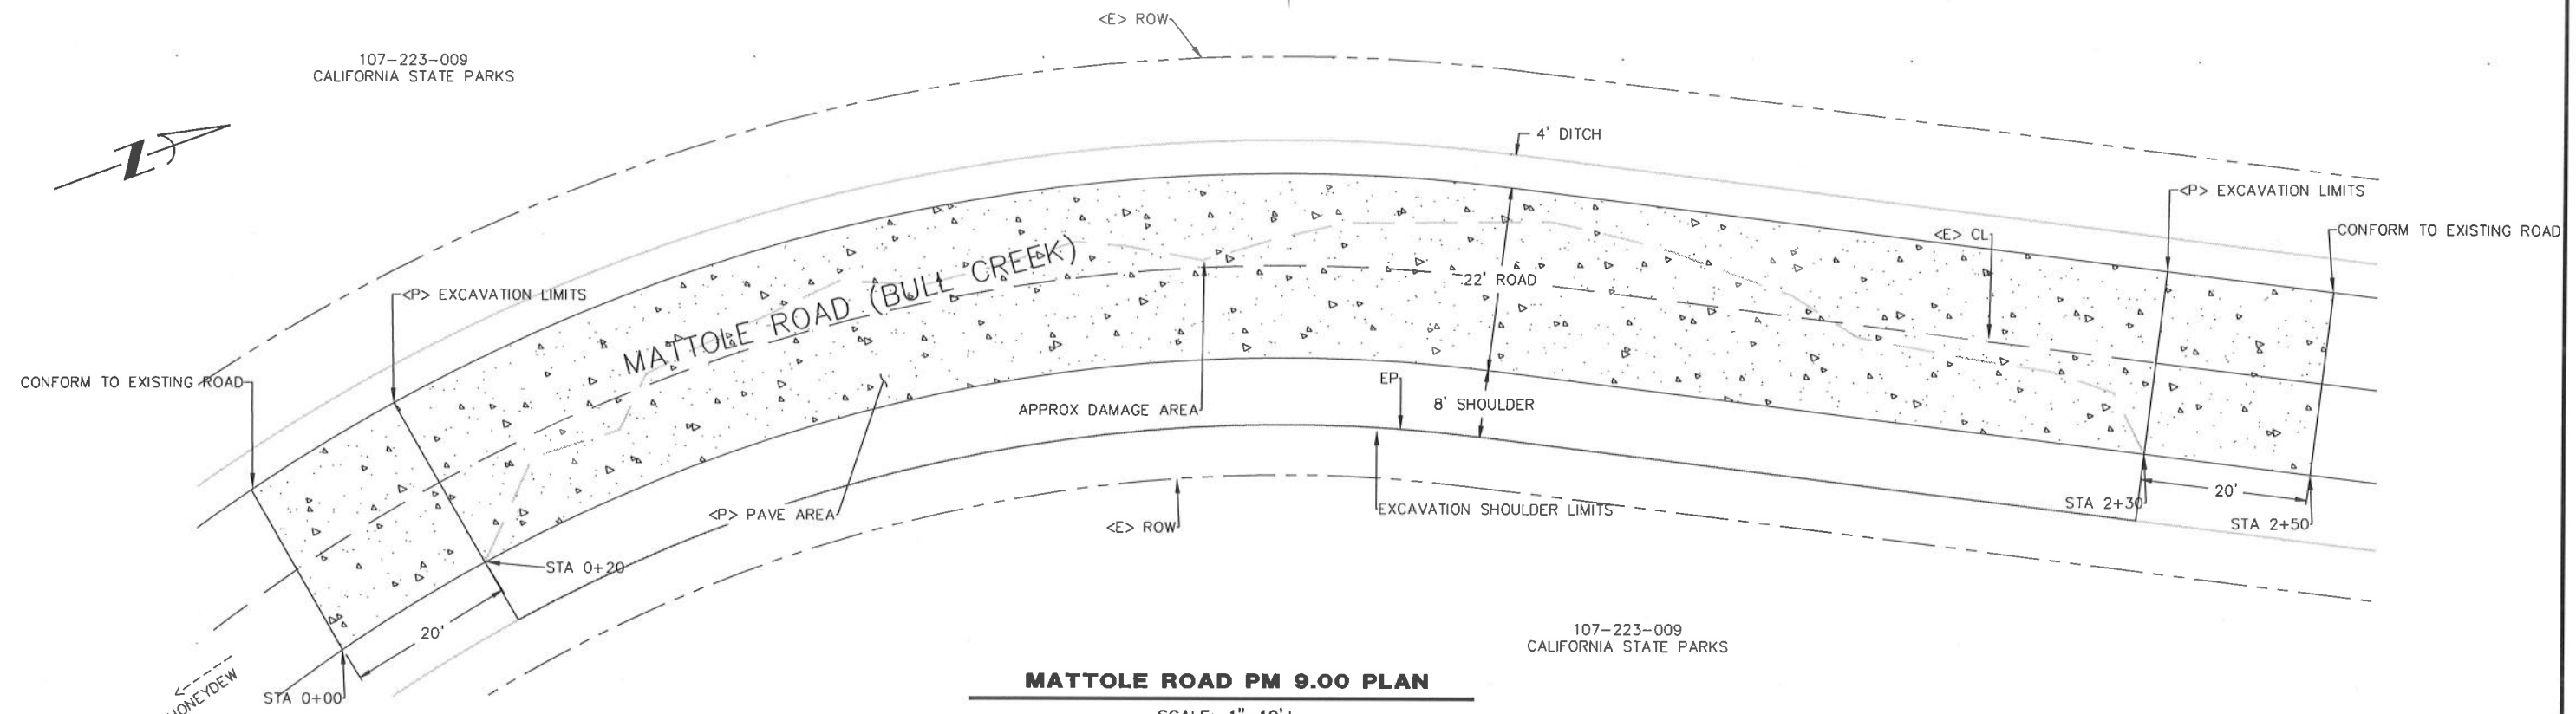 <E> ROW
107-223-009
CALIFORNIA STATE PARKS
N
4' DITCH
<P> EXCAVATION LIMITS
CONFORM TO EXISTING ROAD
<E> CL
22' ROAD
MATTOLE ROAD (BULL CREEK)
<P> EXCAVATION LIMITS
CONFORM TO EXISTING ROAD
EP
8' SHOULDER
APPROX DAMAGE AREA
<P> PAVE AREA
<E> ROW
EXCAVATION SHOULDER LIMITS
STA 2+30
20'
STA 2+50
STA 0+20
20'
STA 0+00
HONEYDEW
107-223-009
CALIFORNIA STATE PARKS
MATTOLE ROAD PM 9.00 PLAN